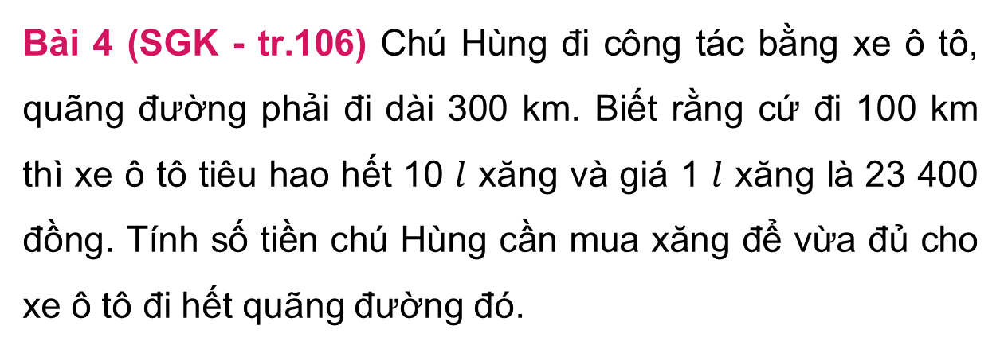 Bài 4 (SGK - tr.106) Chú Hùng đi công tác bằng xe ô tô,
quãng đường phải đi dài 300 km. Biết rằng cứ đi 100 km
thì xe ô tô tiêu hao hết 10 l xăng và giá 1 l xăng là 23 400
đồng. Tính số tiền chú Hùng cần mua xăng để vừa đủ cho
xe ô tô đi hết quãng đường đó.